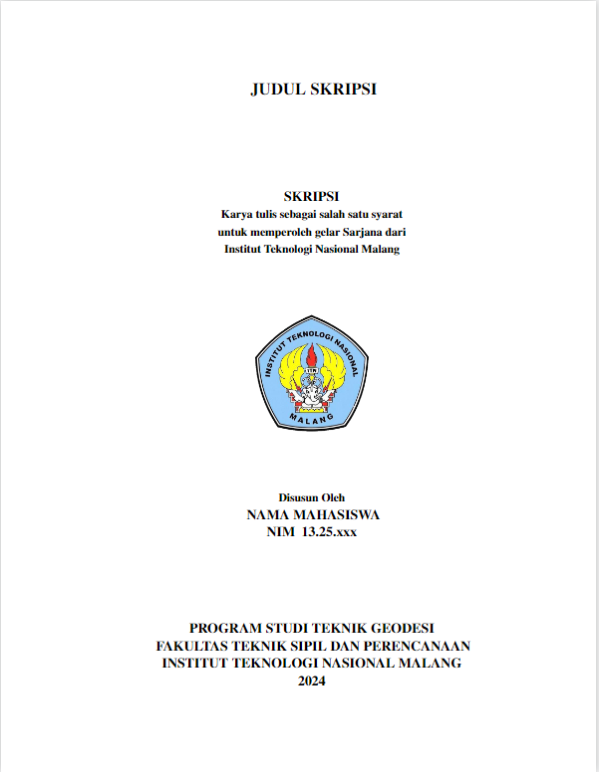 JUDUL SKRIPSI
SKRIPSI
Karya tulis sebagai salah satu syarat
untuk memperoleh gelar Sarjana dari
Institut Teknologi Nasional Malang
INSTITUT TEKNOLOGI NASIONAL
ITN
MALANG
Disusun Oleh
NAMA MAHASISWA
NIM 13.25.xxx
PROGRAM STUDI TEKNIK GEODESI
FAKULTAS TEKNIK SIPIL DAN PERENCANAAN
INSTITUT TEKNOLOGI NASIONAL MALANG
2024